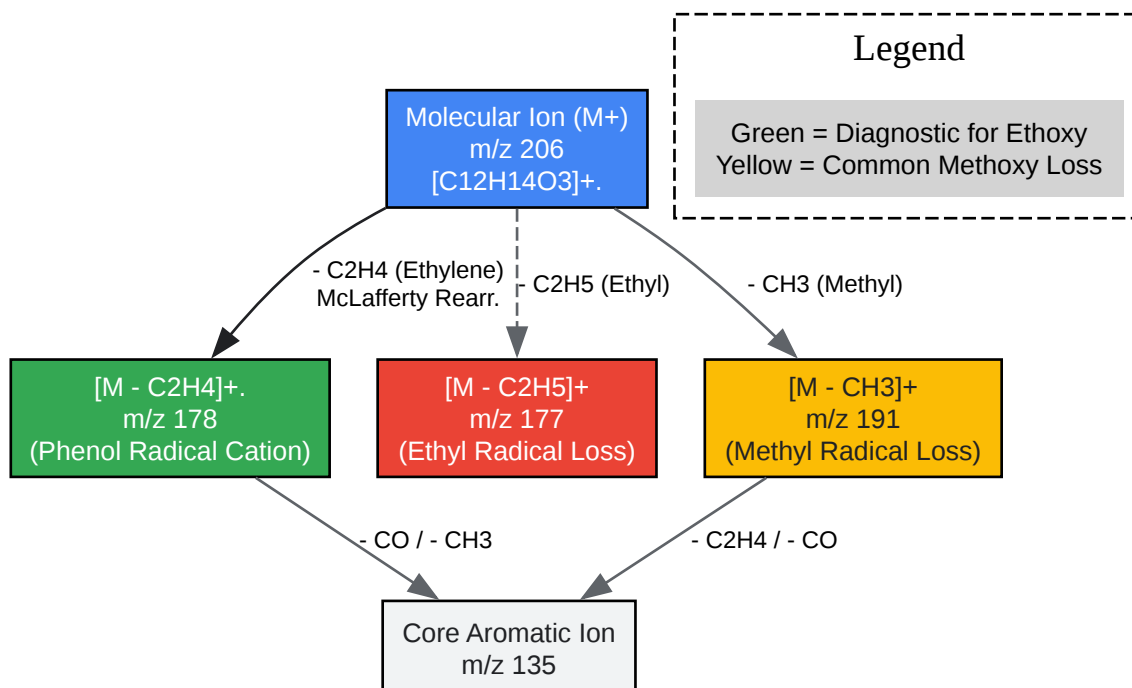 Legend
Green = Diagnostic for Ethoxy
Yellow = Common Methoxy Loss
Molecular Ion (M+)
m/z 206
[C12H14O3]+.
- C2H4 (Ethylene)
McLafferty Rearr.
- C2H5 (Ethyl)
- CH3 (Methyl)
[M - C2H4]+.
m/z 178
(Phenol Radical Cation)
[M - C2H5]+
m/z 177
(Ethyl Radical Loss)
[M - CH3]+
m/z 191
(Methyl Radical Loss)
- CO / - CH3
- C2H4 / - CO
Core Aromatic Ion
m/z 135